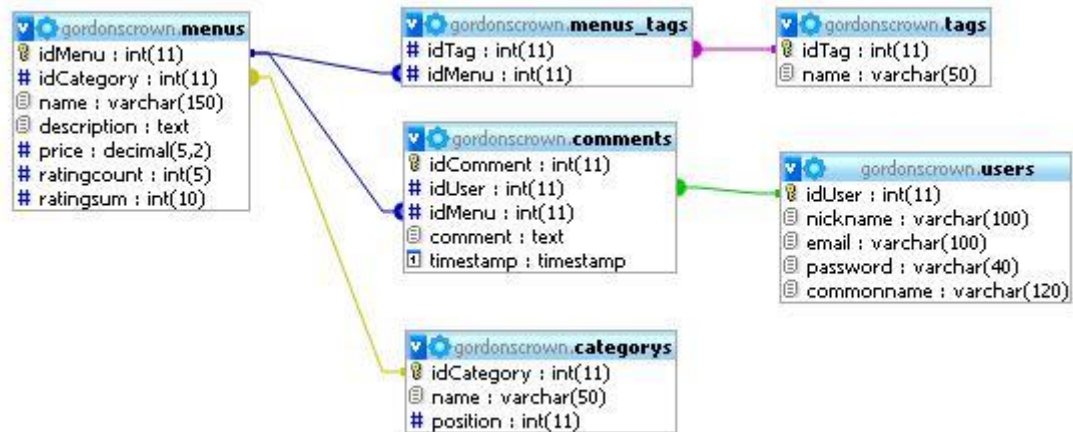 gordonscrown.menus
idMenu : int(11)
# idCategory : int(11)
name : varchar(150)
description : text
# price : decimal(5,2)
# ratingcount : int(5)
# ratingsum : int(10)
gordonscrown.menus_tags
# idTag : int(11)
# idMenu : int(11)
gordonscrown.tags
idTag : int(11)
name : varchar(50)
gordonscrown.comments
idComment : int(11)
# idUser : int(11)
# idMenu : int(11)
comment : text
timestamp : timestamp
gordonscrown.users
idUser : int(11)
nickname : varchar(100)
email : varchar(100)
password : varchar(40)
commonname : varchar(120)
gordonscrown.categorys
idCategory : int(11)
name : varchar(50)
# position : int(11)